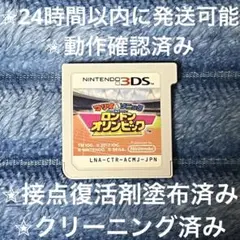 ✭24時間以内に発送可能
✭動作確認済み
NINTENDO 3DS
ロンドン
オリンピック
LNA-CTR-ACMJ-JPN
✭接点復活剤塗布済み
✭クリーニング済み